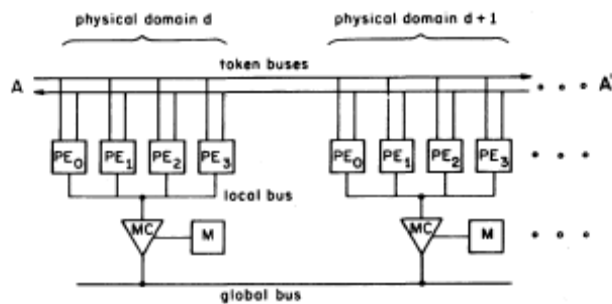 physical domain d physical domain d+1
token buses
A A'
PE0 PE1 PE2 PE3 PE0 PE1 PE2 PE3
local bus
MC M MC M
global bus